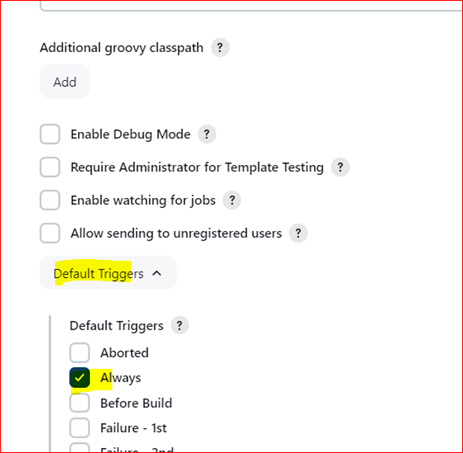 Additional groovy classpath ?
Add
Enable Debug Mode ?
Require Administrator for Template Testing ?
Enable watching for jobs ?
Allow sending to unregistered users ?
Default Triggers
Default Triggers ?
Aborted
Always
Before Build
Failure - 1st
Failure - 2nd